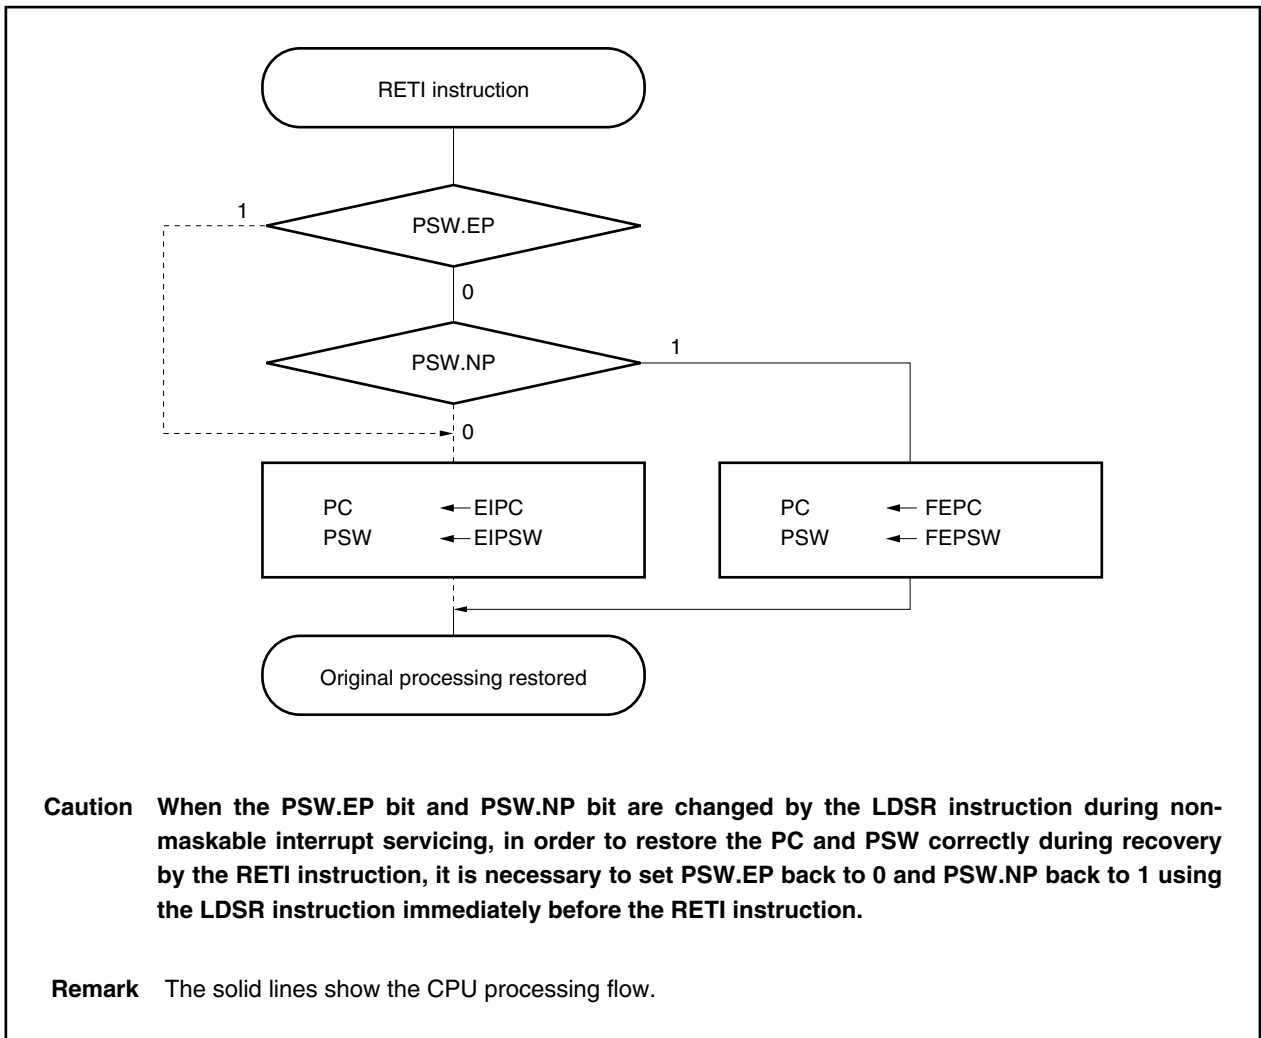 RETI instruction
1
PSW.EP
0
PSW.NP
1
0
PC ← EIPC
PSW ← EIPSW
PC ← FEPC
PSW ← FEPSW
Original processing restored
Caution When the PSW.EP bit and PSW.NP bit are changed by the LDSR instruction during non-
maskable interrupt servicing, in order to restore the PC and PSW correctly during recovery
by the RETI instruction, it is necessary to set PSW.EP back to 0 and PSW.NP back to 1 using
the LDSR instruction immediately before the RETI instruction.
Remark The solid lines show the CPU processing flow.